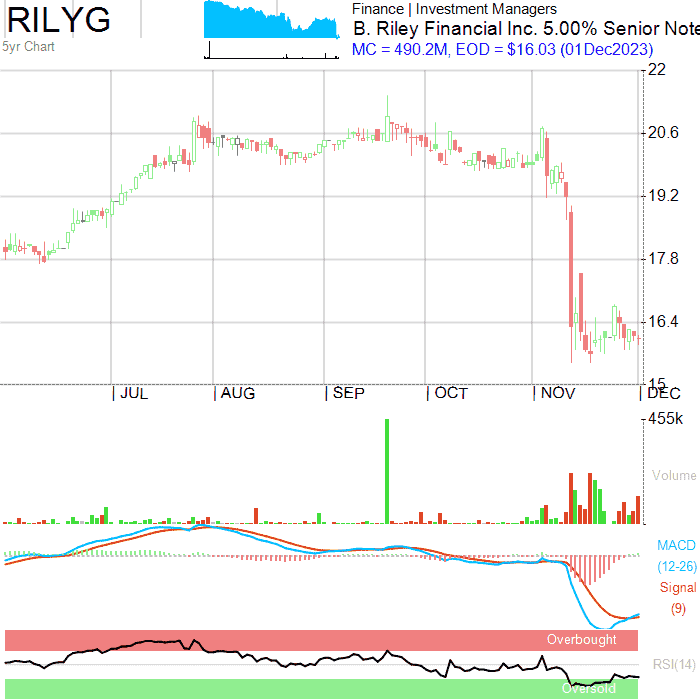 RILYG
5yr Chart
Finance | Investment Managers
B. Riley Financial Inc. 5.00% Senior Note
MC = 490.2M, EOD = $16.03 (01Dec2023)
22
20.6
19.2
17.8
16.4
15
JUL AUG SEP OCT NOV DEC
455k
Volume
MACD
(12-26)
Signal
(9)
Overbought
RSI(14)
Oversold